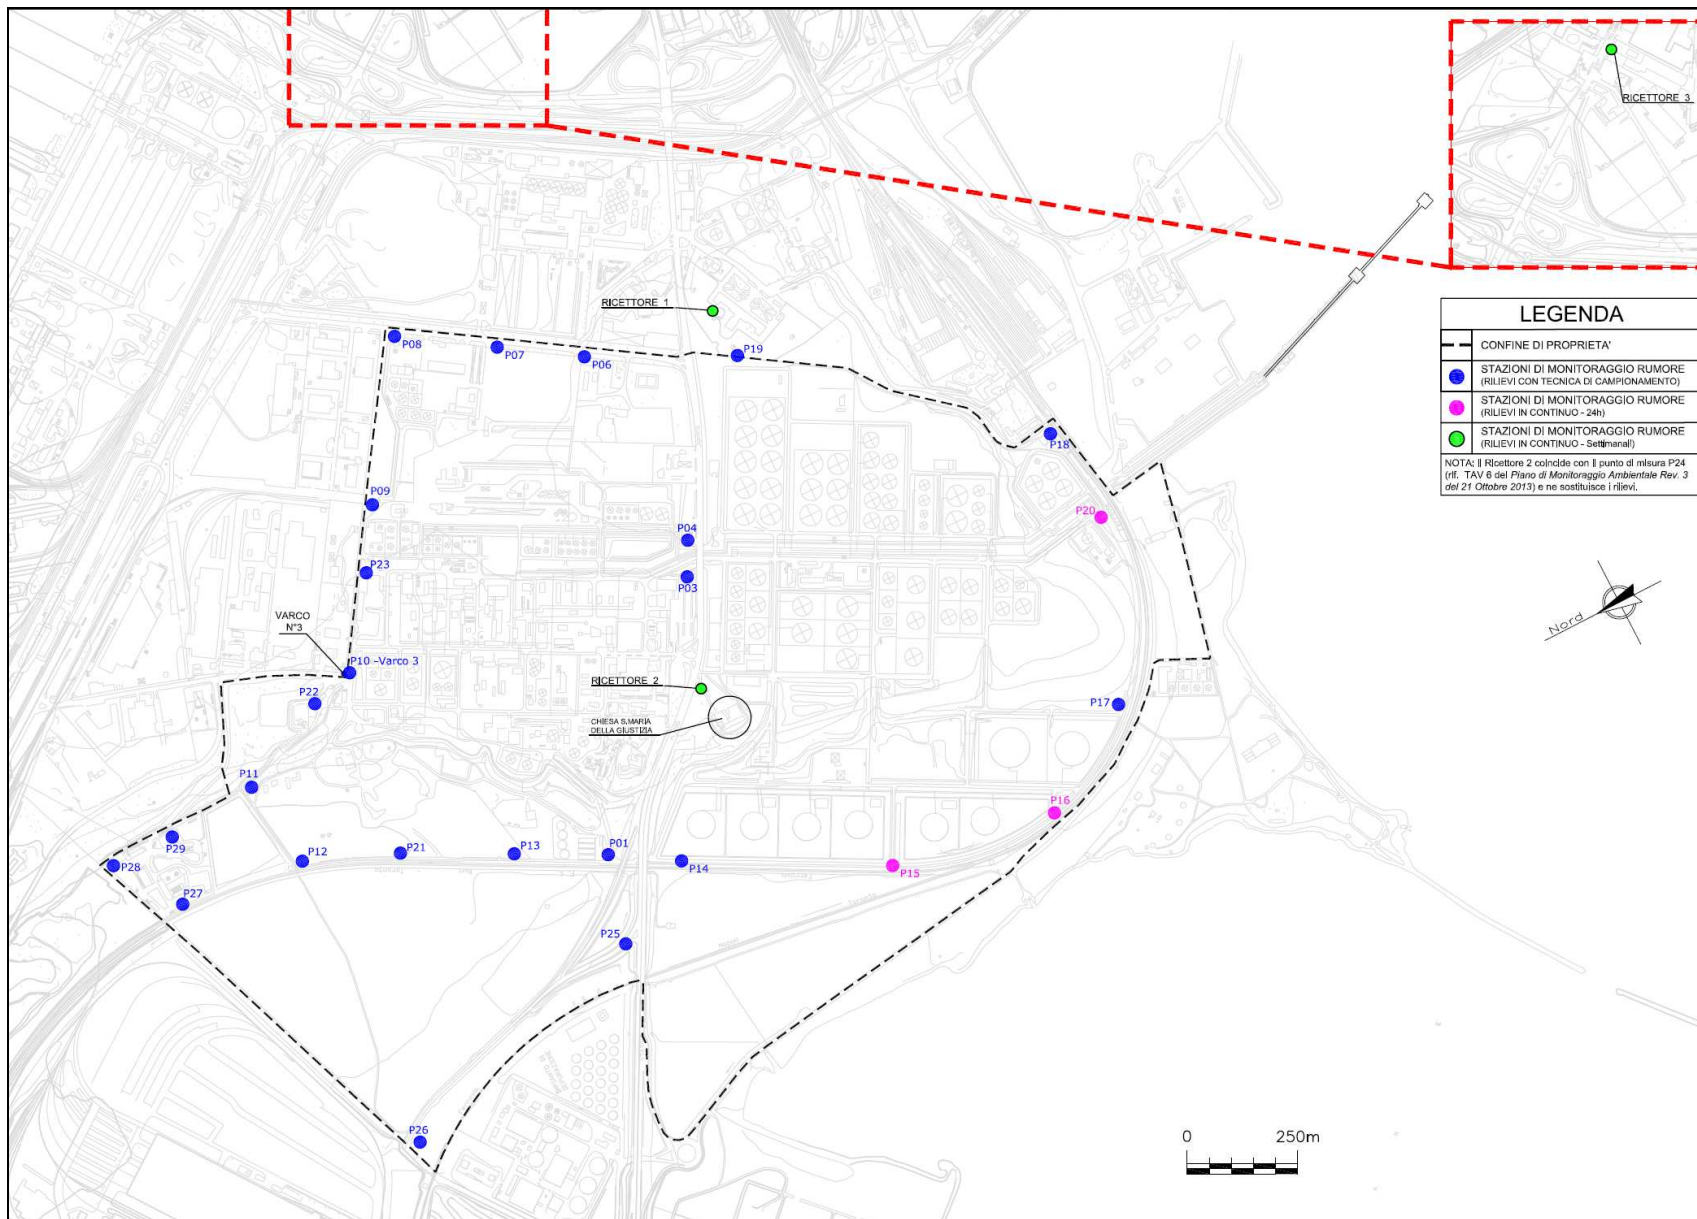 RICETTORE 3
RICETTORE 1
P08
P07
P06
P19
P18
P09
P20
P04
P23
P03
VARCO
N°3
P10 -Varco 3
RICETTORE 2
P22
P17
CHIESA S.MARIA
DELLA GIUSTIZIA
P11
P16
P29
P12
P21
P13
P01
P14
P15
P28
P27
P25
P26
LEGENDA
CONFINE DI PROPRIETA'
STAZIONI DI MONITORAGGIO RUMORE
(RILIEVI CON TECNICA DI CAMPIONAMENTO)
STAZIONI DI MONITORAGGIO RUMORE
(RILIEVI IN CONTINUO - 24h)
STAZIONI DI MONITORAGGIO RUMORE
(RILIEVI IN CONTINUO - Settimanali)
NOTA: Il Ricettore 2 coincide con il punto di misura P24
(rif. TAV 6 del Piano di Monitoraggio Ambientale Rev. 3
del 21 Ottobre 2013) e ne sostituisce i rilievi.
Nord
0 250m